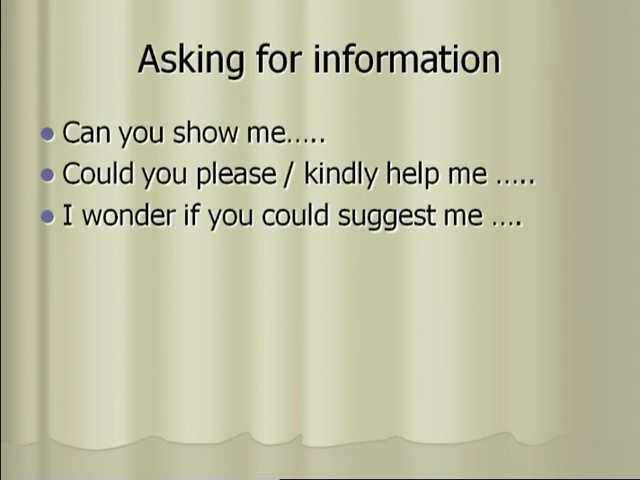 Asking for information
Can you show me.....
Could you please / kindly help me .....
I wonder if you could suggest me ....